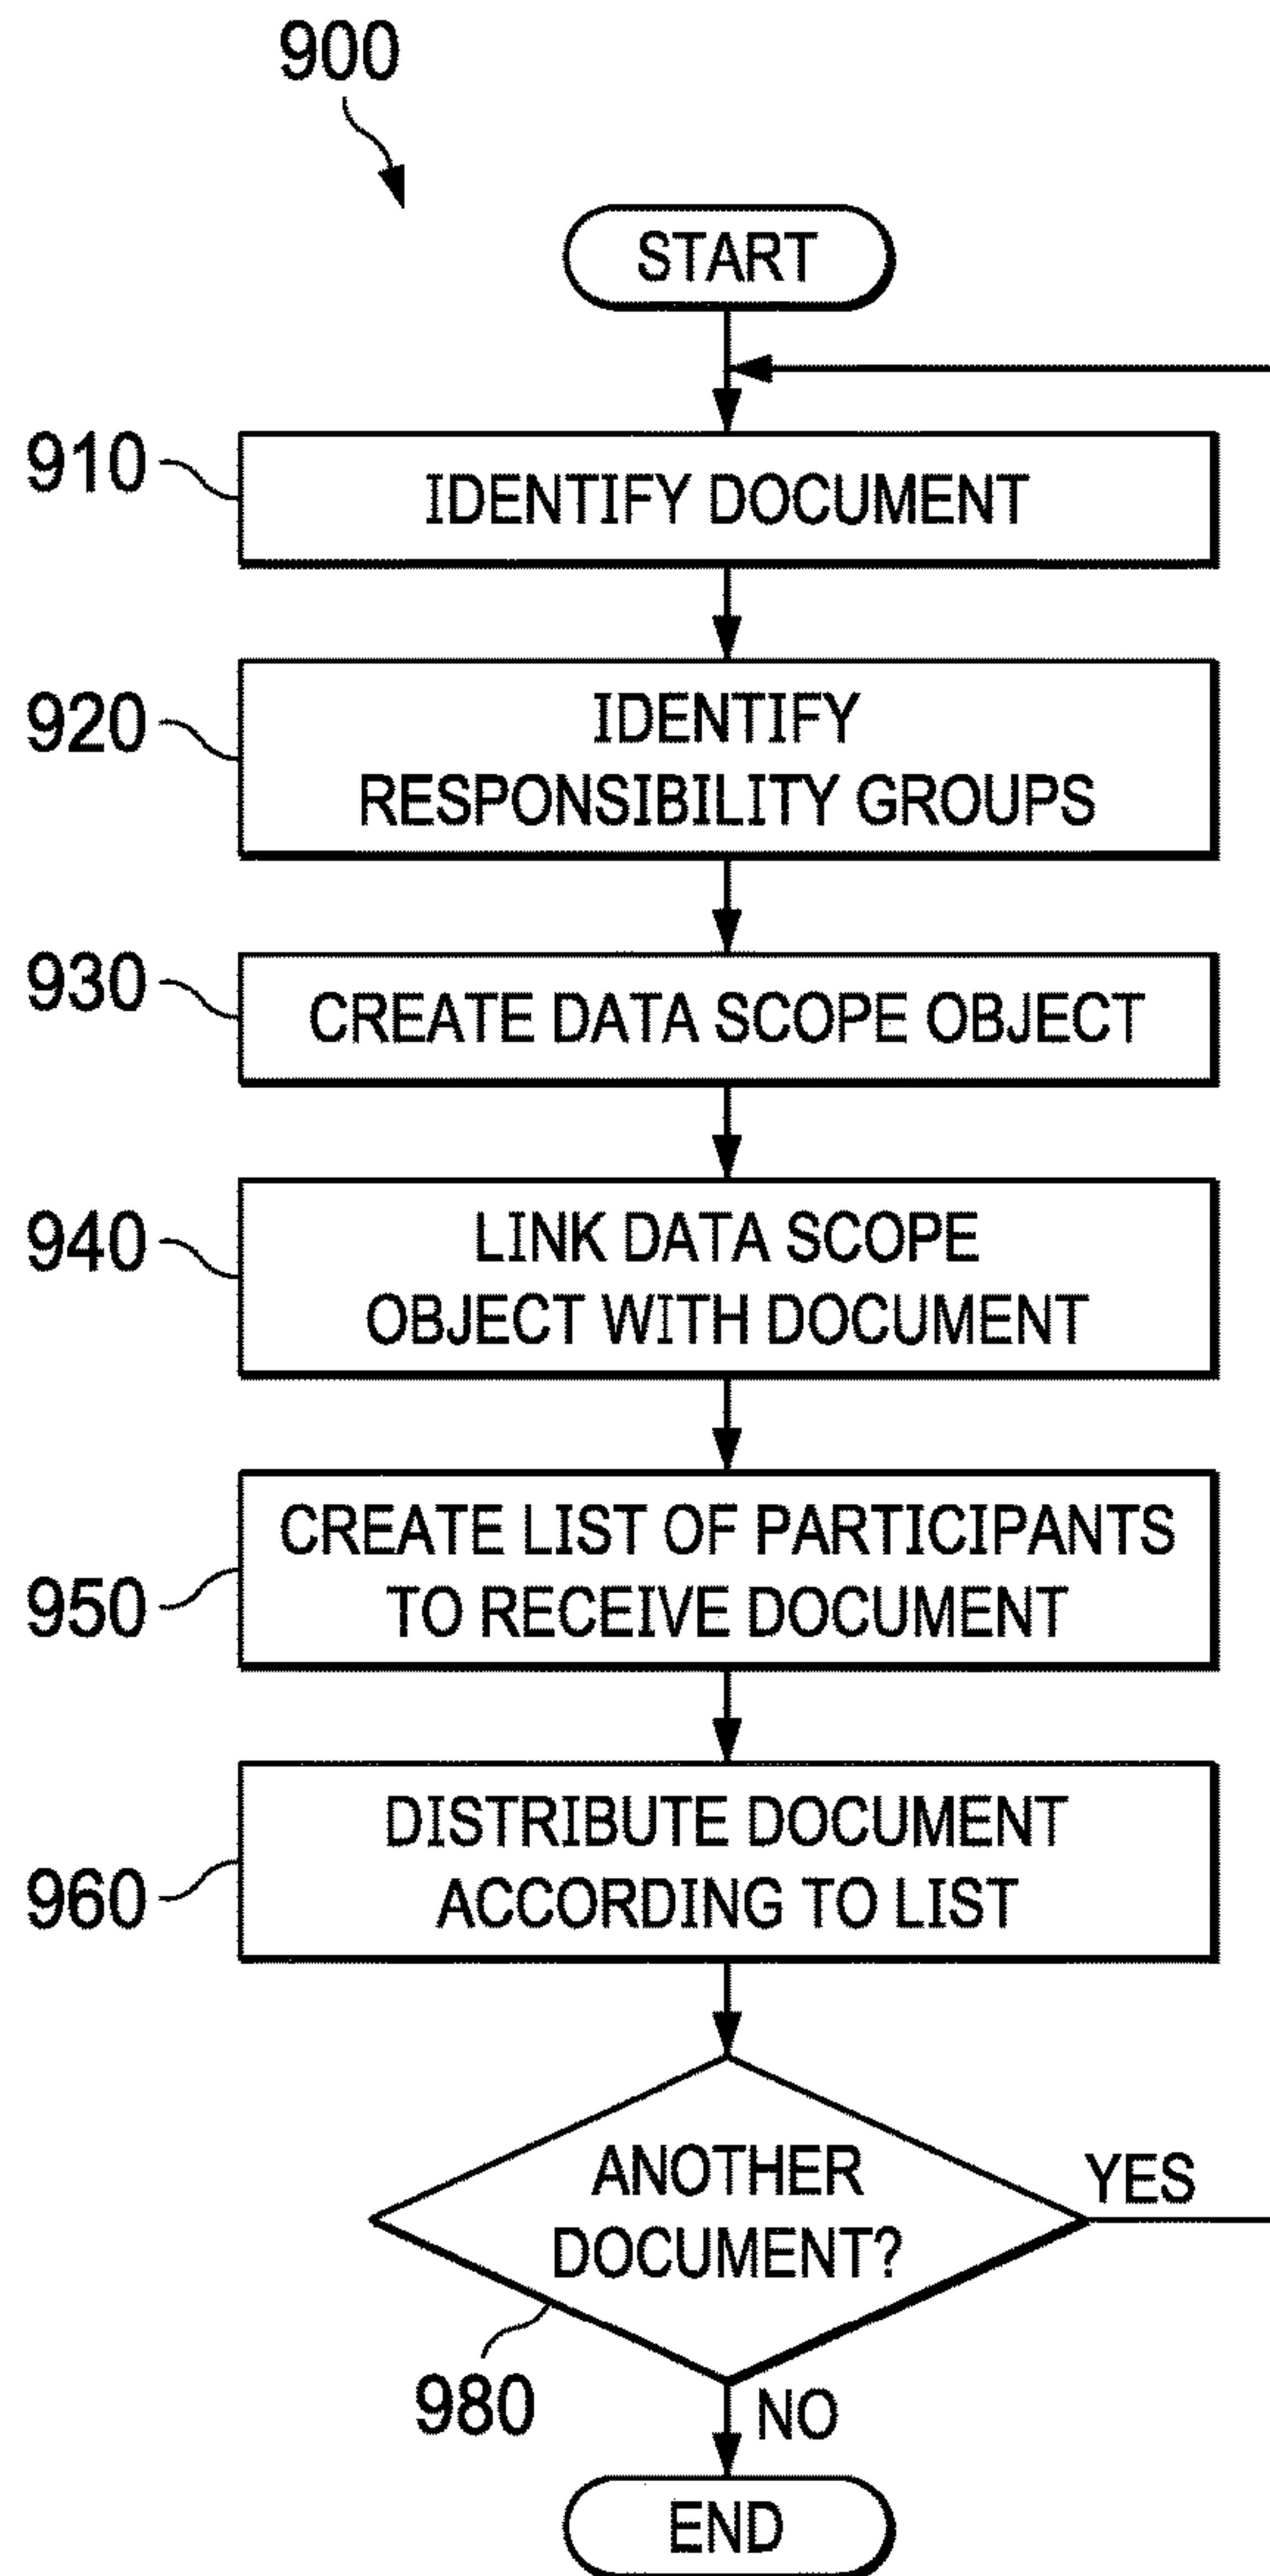 900
START
910
IDENTIFY DOCUMENT
920
IDENTIFY
RESPONSIBILITY GROUPS
930
CREATE DATA SCOPE OBJECT
940
LINK DATA SCOPE
OBJECT WITH DOCUMENT
950
CREATE LIST OF PARTICIPANTS
TO RECEIVE DOCUMENT
960
DISTRIBUTE DOCUMENT
ACCORDING TO LIST
ANOTHER
DOCUMENT?
YES
980
NO
END